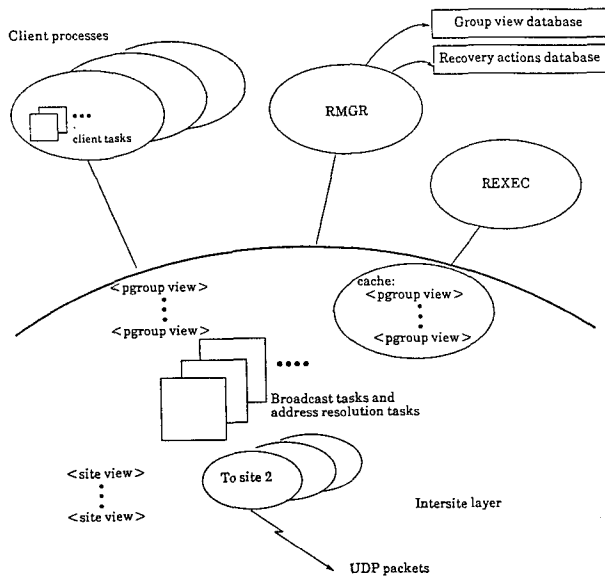 Group view database
Client processes
Recovery actions database
RMGR
client tasks
REXEC
<pgroup view>
<pgroup view>
cache:
<pgroup view>
<pgroup view>
Broadcast tasks and
address resolution tasks
To site 2
<site view>
<site view>
Intersite layer
UDP packets